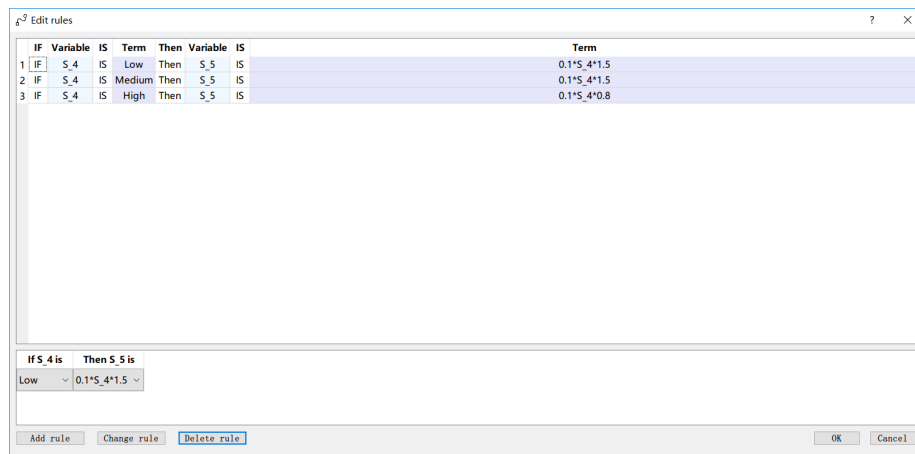 Edit rules ? ×
IF Variable IS Term Then Variable IS Term
1 IF S_4 IS Low Then S_5 IS 0.1*S_4*1.5
2 IF S_4 IS Medium Then S_5 IS 0.1*S_4*1.5
3 IF S_4 IS High Then S_5 IS 0.1*S_4*0.8
If S_4 is Then S_5 is
Low 0.1*S_4*1.5
Add rule Change rule Delete rule OK Cancel